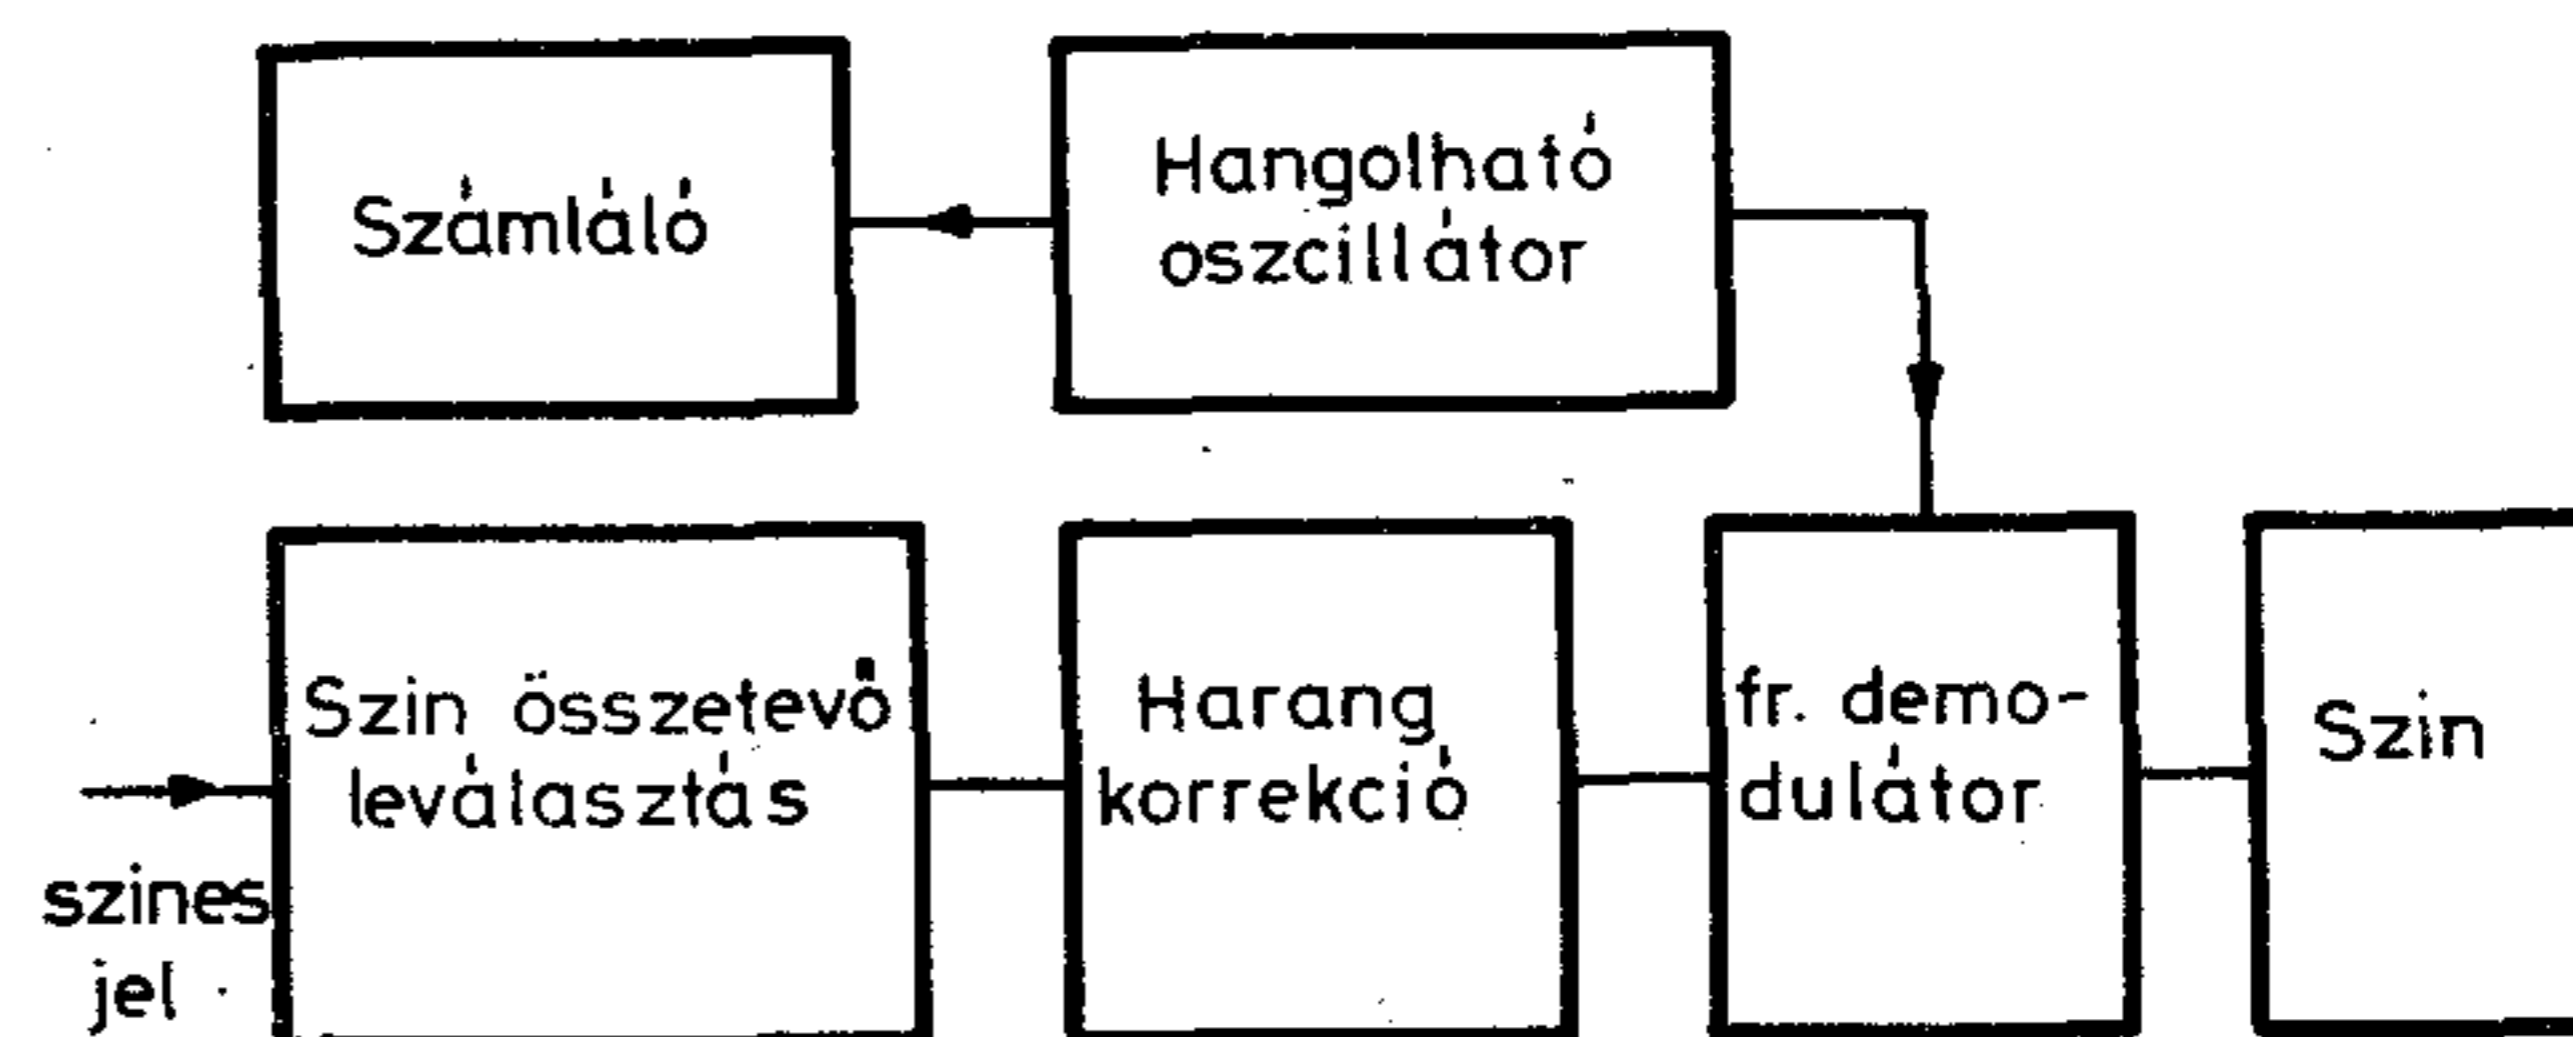 Számláló
Hangolható
oszcillátor
Szin összetevő
leválasztás
Harang
korrekció
fr. demo-
dulátor
Szin
szines
jel